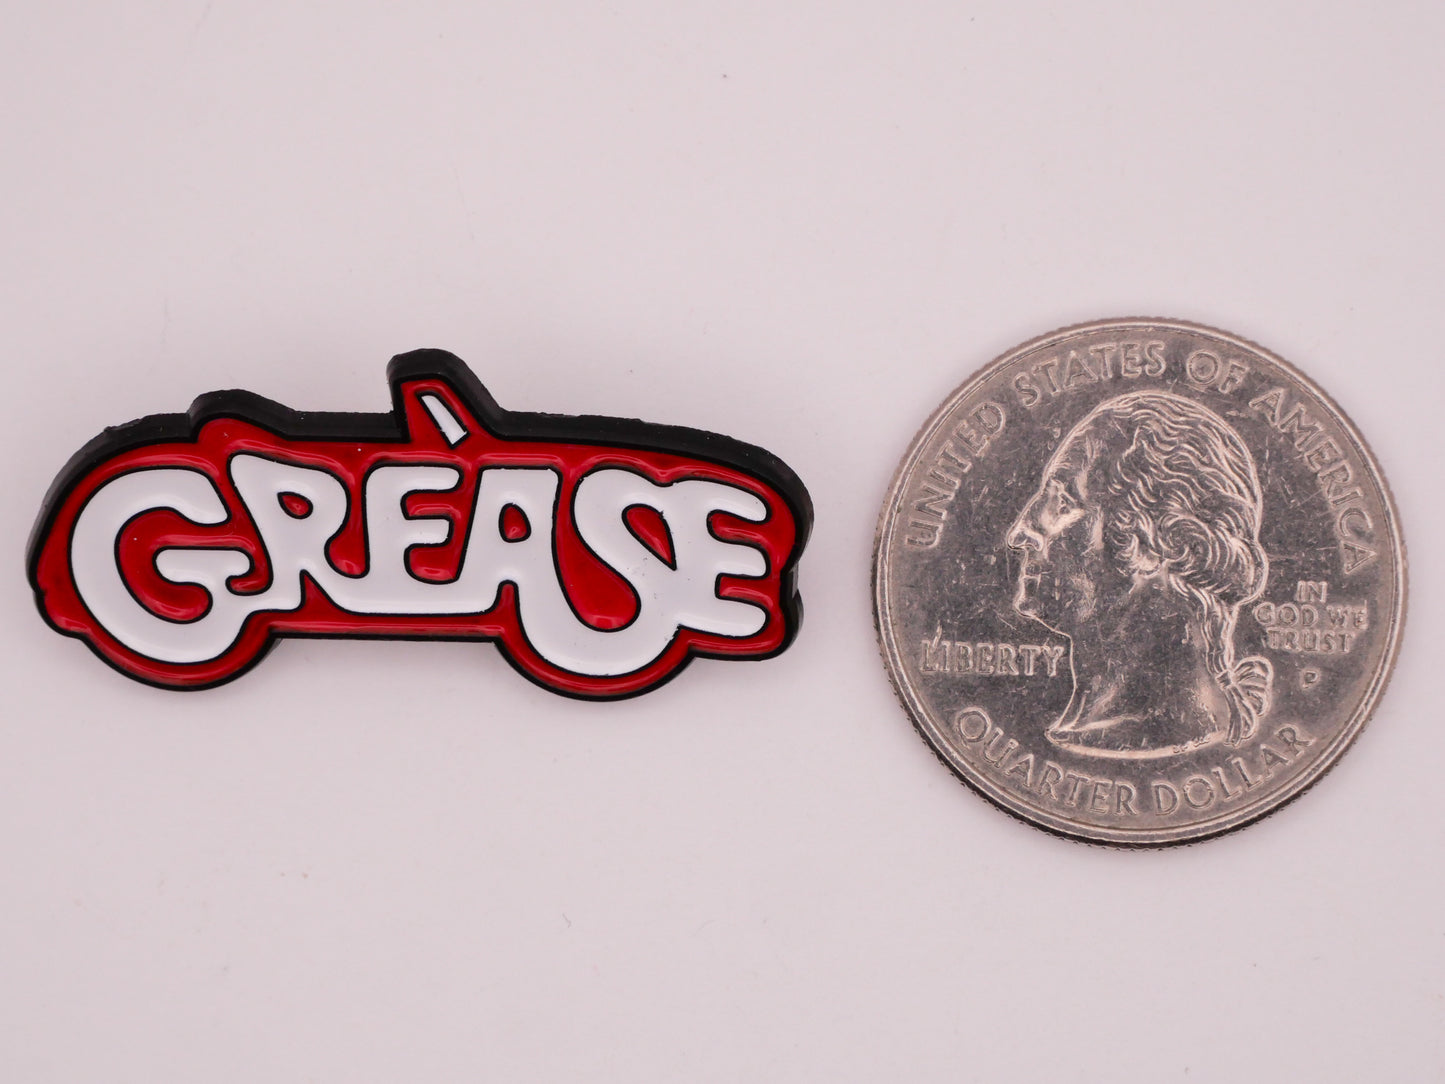 GREASE
UNITED STATES OF AMERICA
LIBERTY
IN
GOD WE
TRUST
P
QUARTER DOLLAR